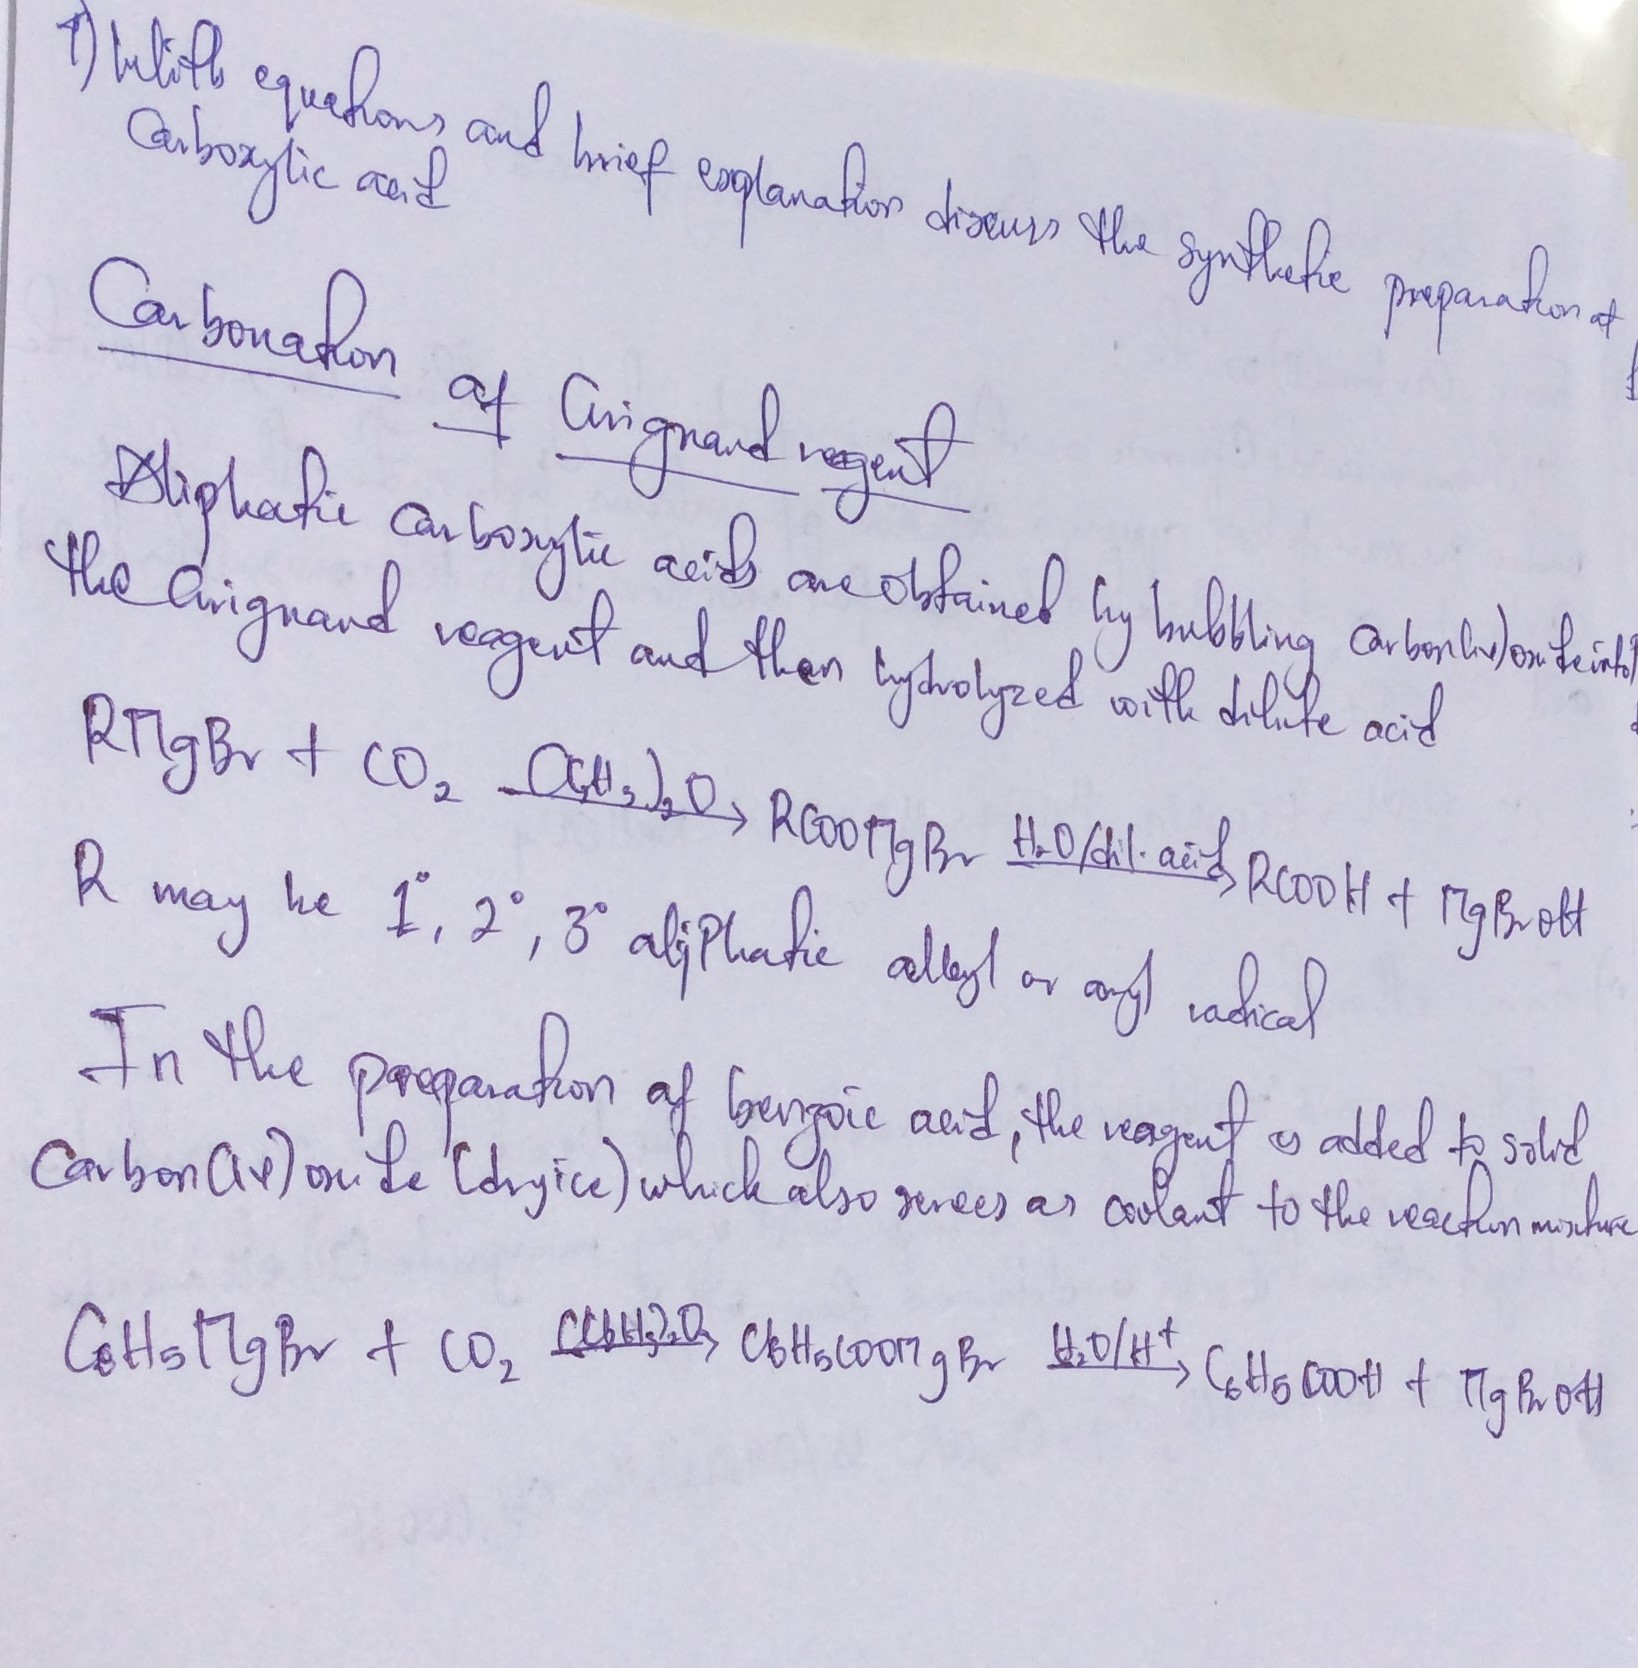 1) With equations and brief explanation discuss the synthetic preparation of
Carboxylic acid
Carbonation of Grignard reagent
Aliphatic carboxylic acids are obtained by bubbling carbon(iv)oxide into
the Grignard reagent and then hydrolyzed with dilute acid
RMgBr + CO₂ (C₂H₅)₂O → RCOOMgBr H₂O/dil. acid → RCOOH + MgBrOH
R may be 1°, 2°, 3° aliphatic alkyl or aryl radical
In the preparation of benzoic acid, the reagent is added to solid
Carbon(iv) oxide (dry ice) which also serves as coolant to the reaction mixture
C₆H₅MgBr + CO₂ (C₆H₅)₂O → C₆H₅COOMgBr H₂O/H⁺ → C₆H₅COOH + MgBrOH